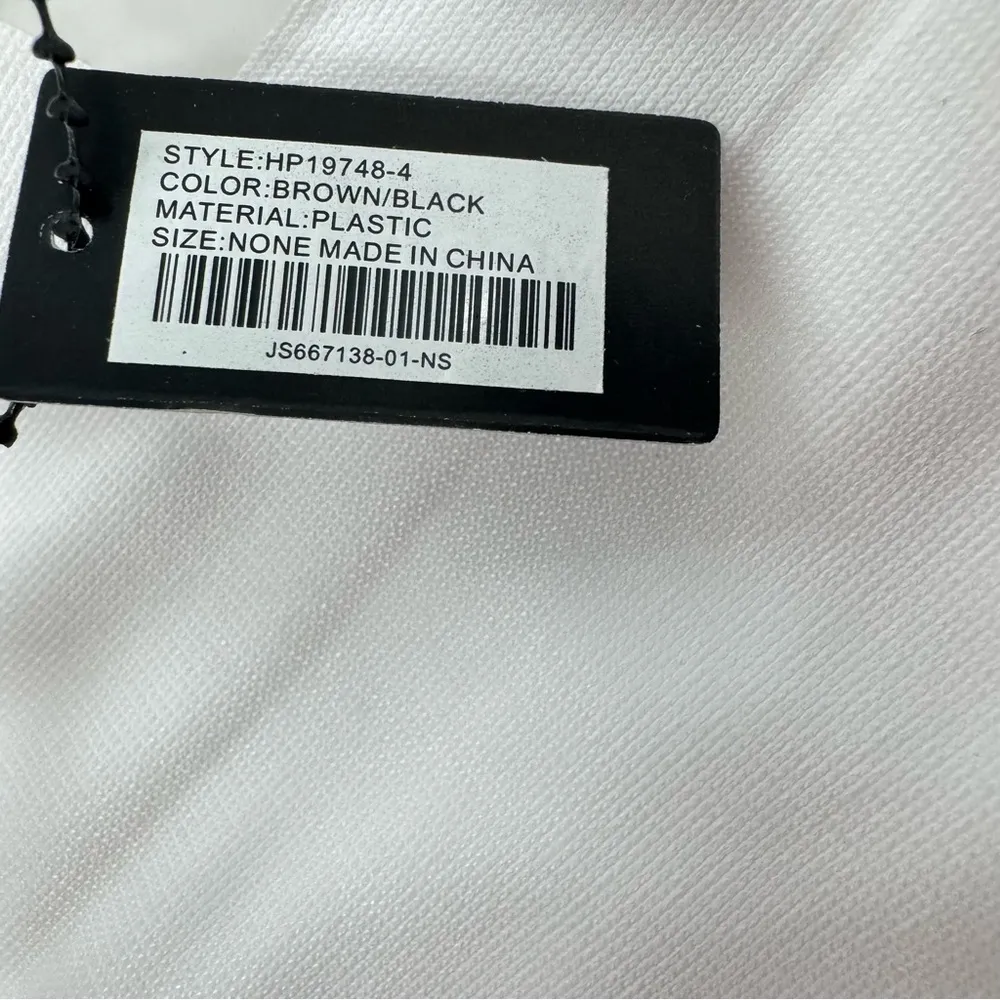 STYLE:HP19748-4
COLOR:BROWN/BLACK
MATERIAL:PLASTIC
SIZE:NONE MADE IN CHINA
JS667138-01-NS